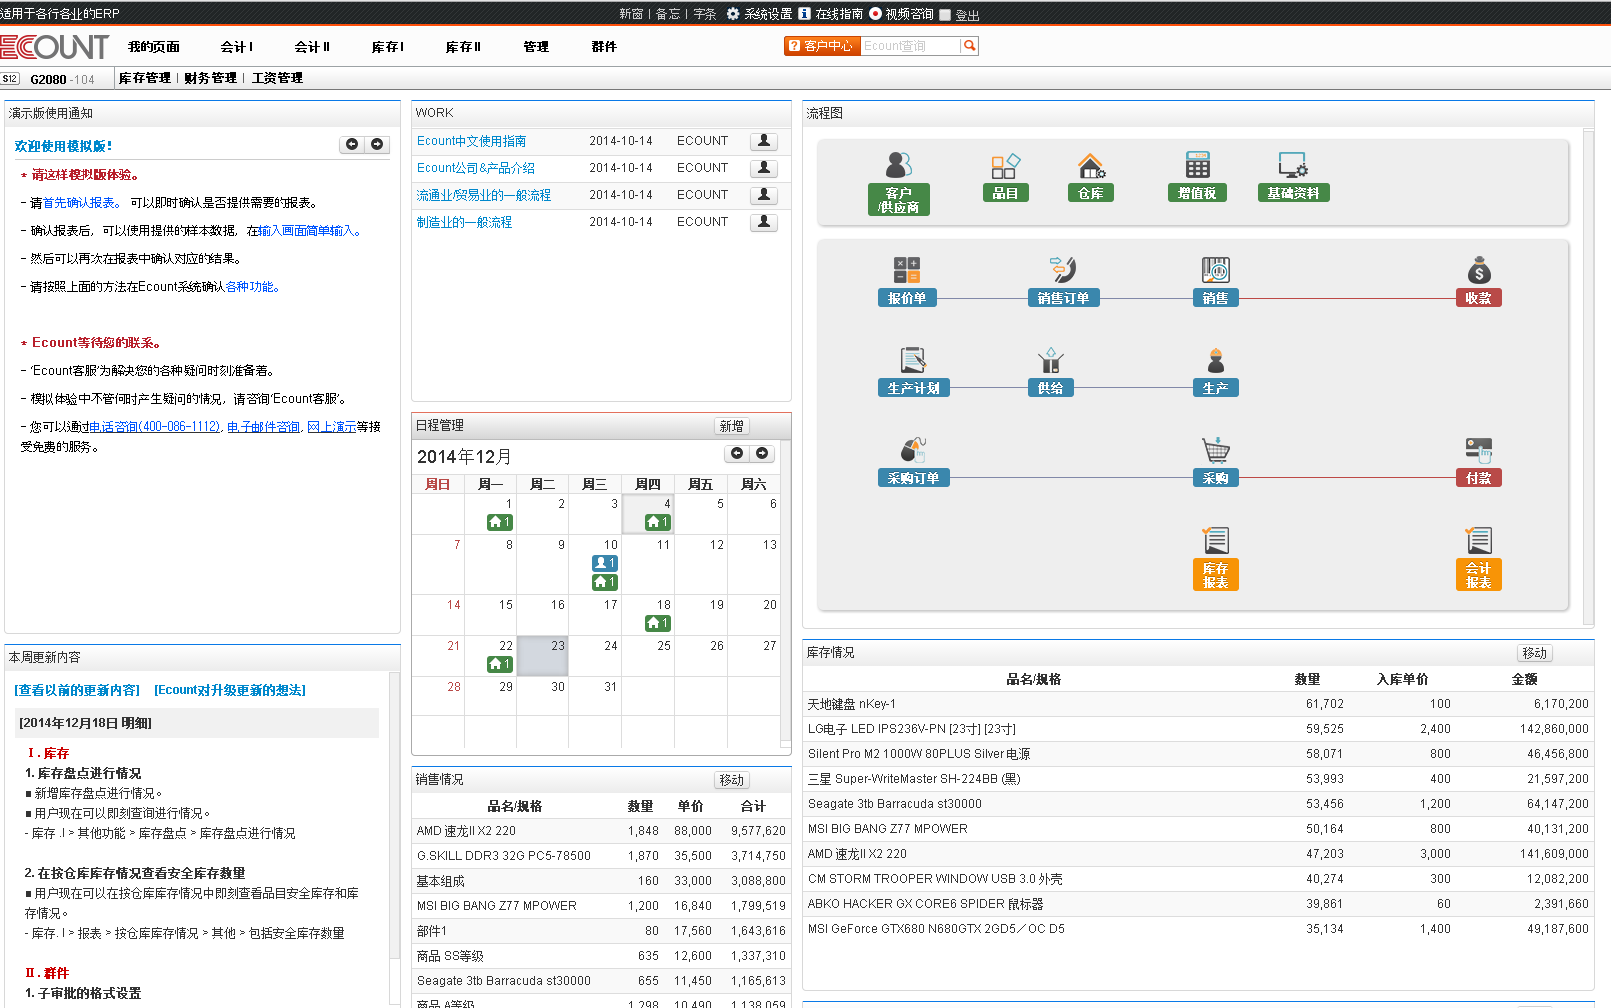 适用于各行各业的ERP
新窗 | 备忘 | 字条 系统设置 在线指南 视频咨询 登出
ECOUNT 我的页面 会计 I 会计 II 库存 I 库存 II 管理 群件
客户中心 Ecount查询
S12 G2080 -104 库存管理 | 财务管理 | 工资管理
演示版使用通知
欢迎使用模拟版!
* 请这样模拟版体验。
- 请首先确认报表。 可以即时确认是否提供需要的报表。
- 确认报表后，可以使用提供的样本数据，在输入画面简单输入。
- 然后可以再次在报表中确认对应的结果。
- 请按照上面的方法在Ecount系统确认各种功能。
* Ecount等待您的联系。
- ‘Ecount客服’为解决您的各种疑问时刻准备着。
- 模拟体验中不管何时产生疑问的情况，请咨询‘Ecount客服’。
- 您可以通过电话咨询(400-086-1112), 电子邮件咨询, 网上演示等接
受免费的服务。
本周更新内容
[查看以前的更新内容] [Ecount对升级更新的想法]
[2014年12月18日 明细]
I . 库存
1. 库存盘点进行情况
■ 新增库存盘点进行情况。
■ 用户现在可以即刻查询进行情况。
- 库存 .I > 其他功能 > 库存盘点 > 库存盘点进行情况
2. 在按仓库库存情况查看安全库存数量
■ 用户现在可以在按仓库库存情况中即刻查看品目安全库存和库
存情况。
- 库存. I > 报表 > 按仓库库存情况 > 其他 > 包括安全库存数量
II . 群件
1. 子审批的格式设置
WORK
Ecount中文使用指南 2014-10-14 ECOUNT
Ecount公司&产品介绍 2014-10-14 ECOUNT
流通业/贸易业的一般流程 2014-10-14 ECOUNT
制造业的一般流程 2014-10-14 ECOUNT
日程管理 新增
2014年12月
周日 周一 周二 周三 周四 周五 周六
1 2 3 4 5 6
1 1
7 8 9 10 11 12 13
1
1
14 15 16 17 18 19 20
1
21 22 23 24 25 26 27
1
28 29 30 31
销售情况 移动
品名/规格 数量 单价 合计
AMD 速龙II X2 220 1,848 88,000 9,577,620
G.SKILL DDR3 32G PC5-78500 1,870 35,500 3,714,750
基本组成 160 33,000 3,088,800
MSI BIG BANG Z77 MPOWER 1,200 16,840 1,799,519
部件1 80 17,560 1,643,616
商品 SS等级 635 12,600 1,337,310
Seagate 3tb Barracuda st30000 655 11,450 1,165,613
商品 A等级 1,298 10,490 1,138,059
流程图
客户
/供应商
品目 仓库 增值税 基础资料
报价单 销售订单 销售 收款
生产计划 供给 生产
采购订单 采购 付款
库存
报表
会计
报表
库存情况 移动
品名/规格 数量 入库单价 金额
天地键盘 nKey-1 61,702 100 6,170,200
LG电子 LED IPS236V-PN [23寸] [23寸] 59,525 2,400 142,860,000
Silent Pro M2 1000W 80PLUS Silver 电源 58,071 800 46,456,800
三星 Super-WriteMaster SH-224BB (黑) 53,993 400 21,597,200
Seagate 3tb Barracuda st30000 53,456 1,200 64,147,200
MSI BIG BANG Z77 MPOWER 50,164 800 40,131,200
AMD 速龙II X2 220 47,203 3,000 141,609,000
CM STORM TROOPER WINDOW USB 3.0 外壳 40,274 300 12,082,200
ABKO HACKER GX CORE6 SPIDER 鼠标器 39,861 60 2,391,660
MSI GeForce GTX680 N680GTX 2GD5／OC D5 35,134 1,400 49,187,600